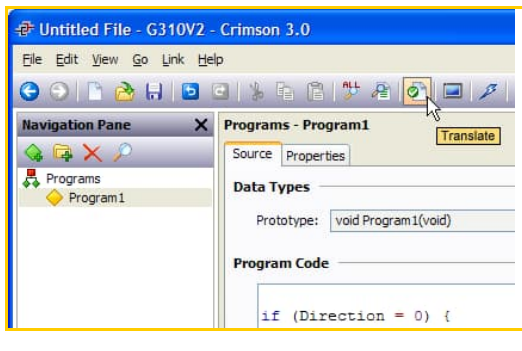 Untitled File - G310V2 - Crimson 3.0
File Edit View Go Link Help
ALL
Navigation Pane X Programs - Program1
Translate
Source Properties
Programs
Data Types
Program1
Prototype: void Program1(void)
Program Code
if (Direction = 0) {